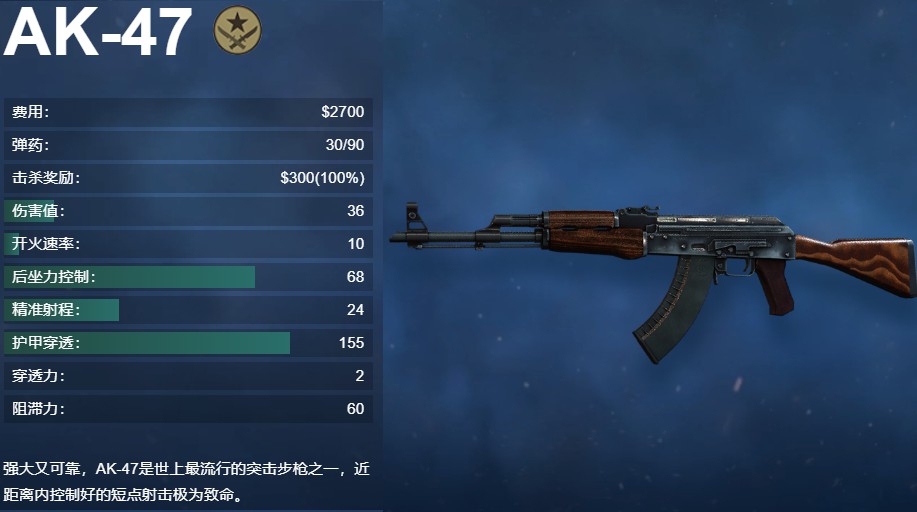 AK-47
费用： $2700
弹药： 30/90
击杀奖励： $300(100%)
伤害值： 36
开火速率： 10
后坐力控制： 68
精准射程： 24
护甲穿透： 155
穿透力： 2
阻滞力： 60
强大又可靠，AK-47是世上最流行的突击步枪之一，近
距离内控制好的短点射击极为致命。